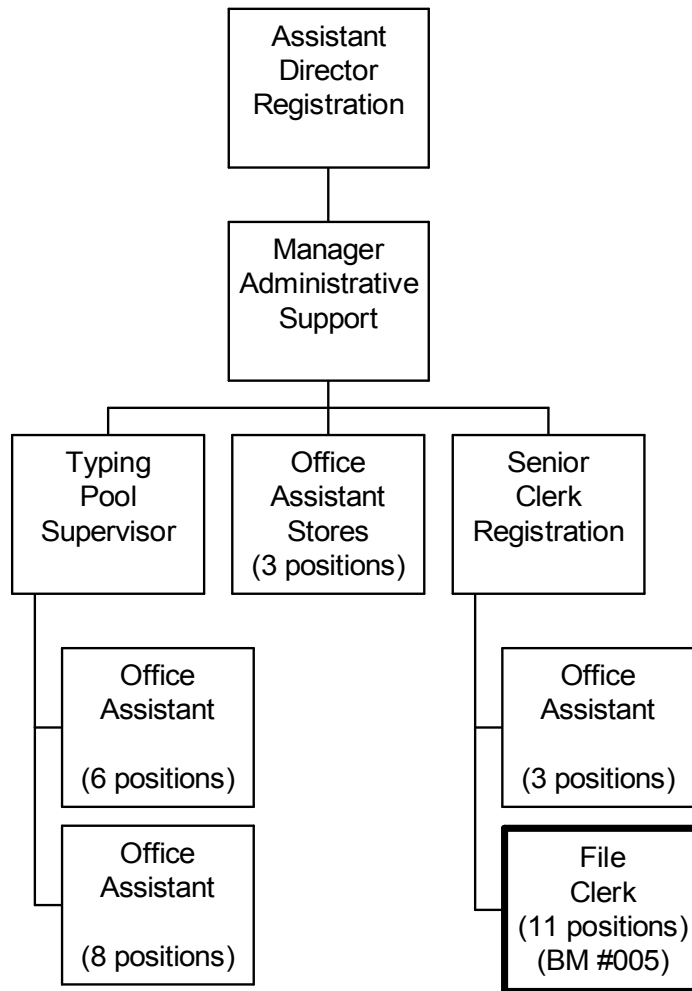 Assistant
Director
Registration
Manager
Administrative
Support
Typing
Pool
Supervisor
Office
Assistant
Stores
(3 positions)
Senior
Clerk
Registration
Office
Assistant
(6 positions)
Office
Assistant
(8 positions)
Office
Assistant
(3 positions)
File
Clerk
(11 positions)
(BM #005)